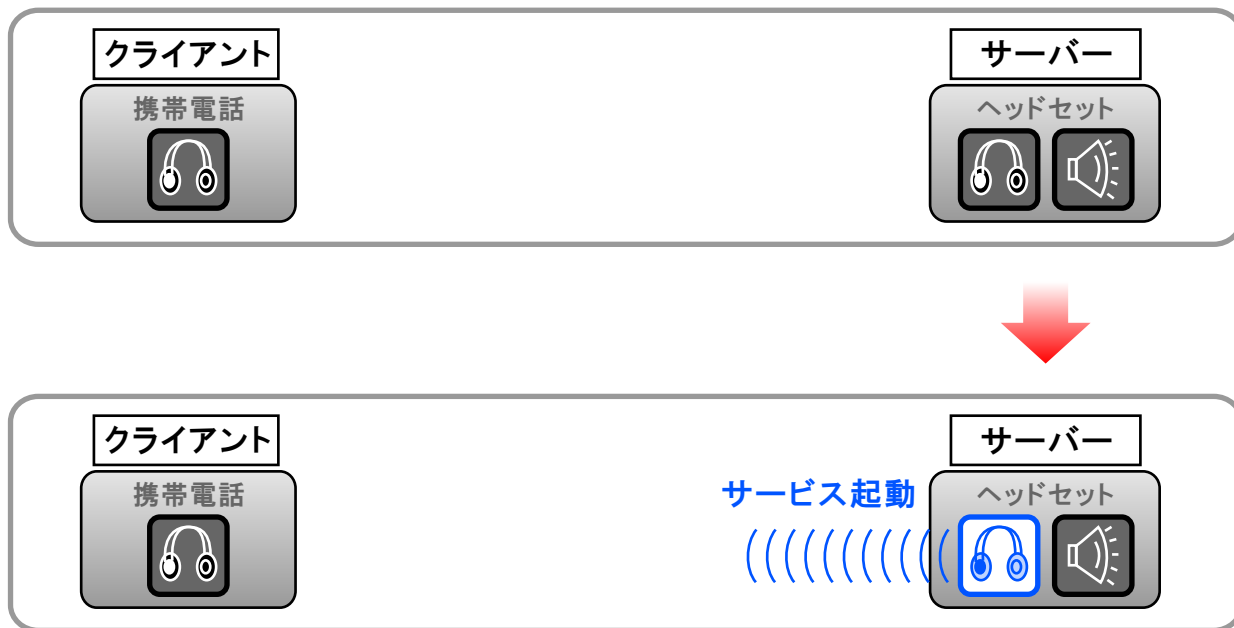 クライアント
サーバー
携帯電話
ヘッドセット
クライアント
サーバー
携帯電話
サービス起動
ヘッドセット